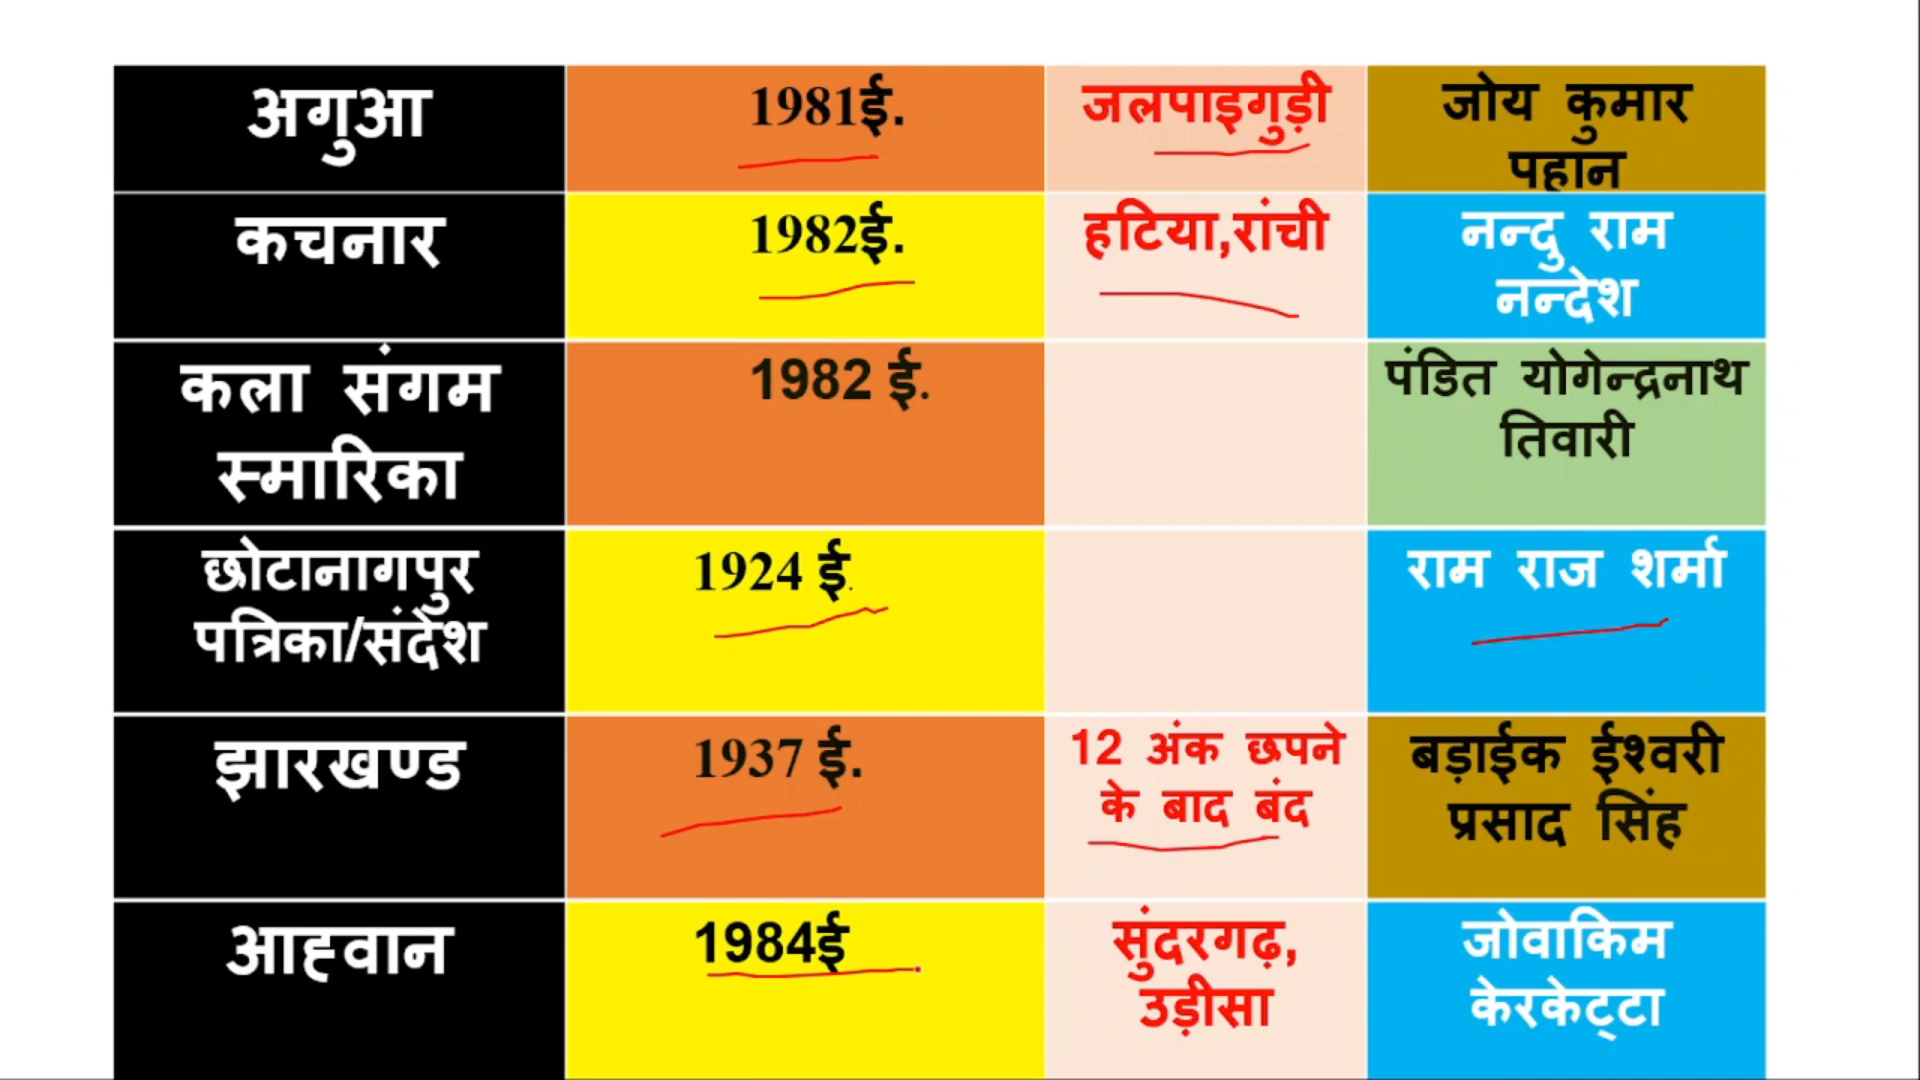 अगुआ
1981ई.
जलपाइगुड़ी
जोय कुमार
पहान
कचनार
1982ई.
हटिया,रांची
नन्दु राम
नन्देश
कला संगम
स्मारिका
1982 ई.
पंडित योगेन्द्रनाथ
तिवारी
छोटानागपुर
पत्रिका/संदेश
1924 ई.
राम राज शर्मा
झारखण्ड
1937 ई.
12 अंक छपने
के बाद बंद
बड़ाईक ईश्वरी
प्रसाद सिंह
आह्वान
1984ई
सुंदरगढ़,
उड़ीसा
जोवाकिम
केरकेट्टा